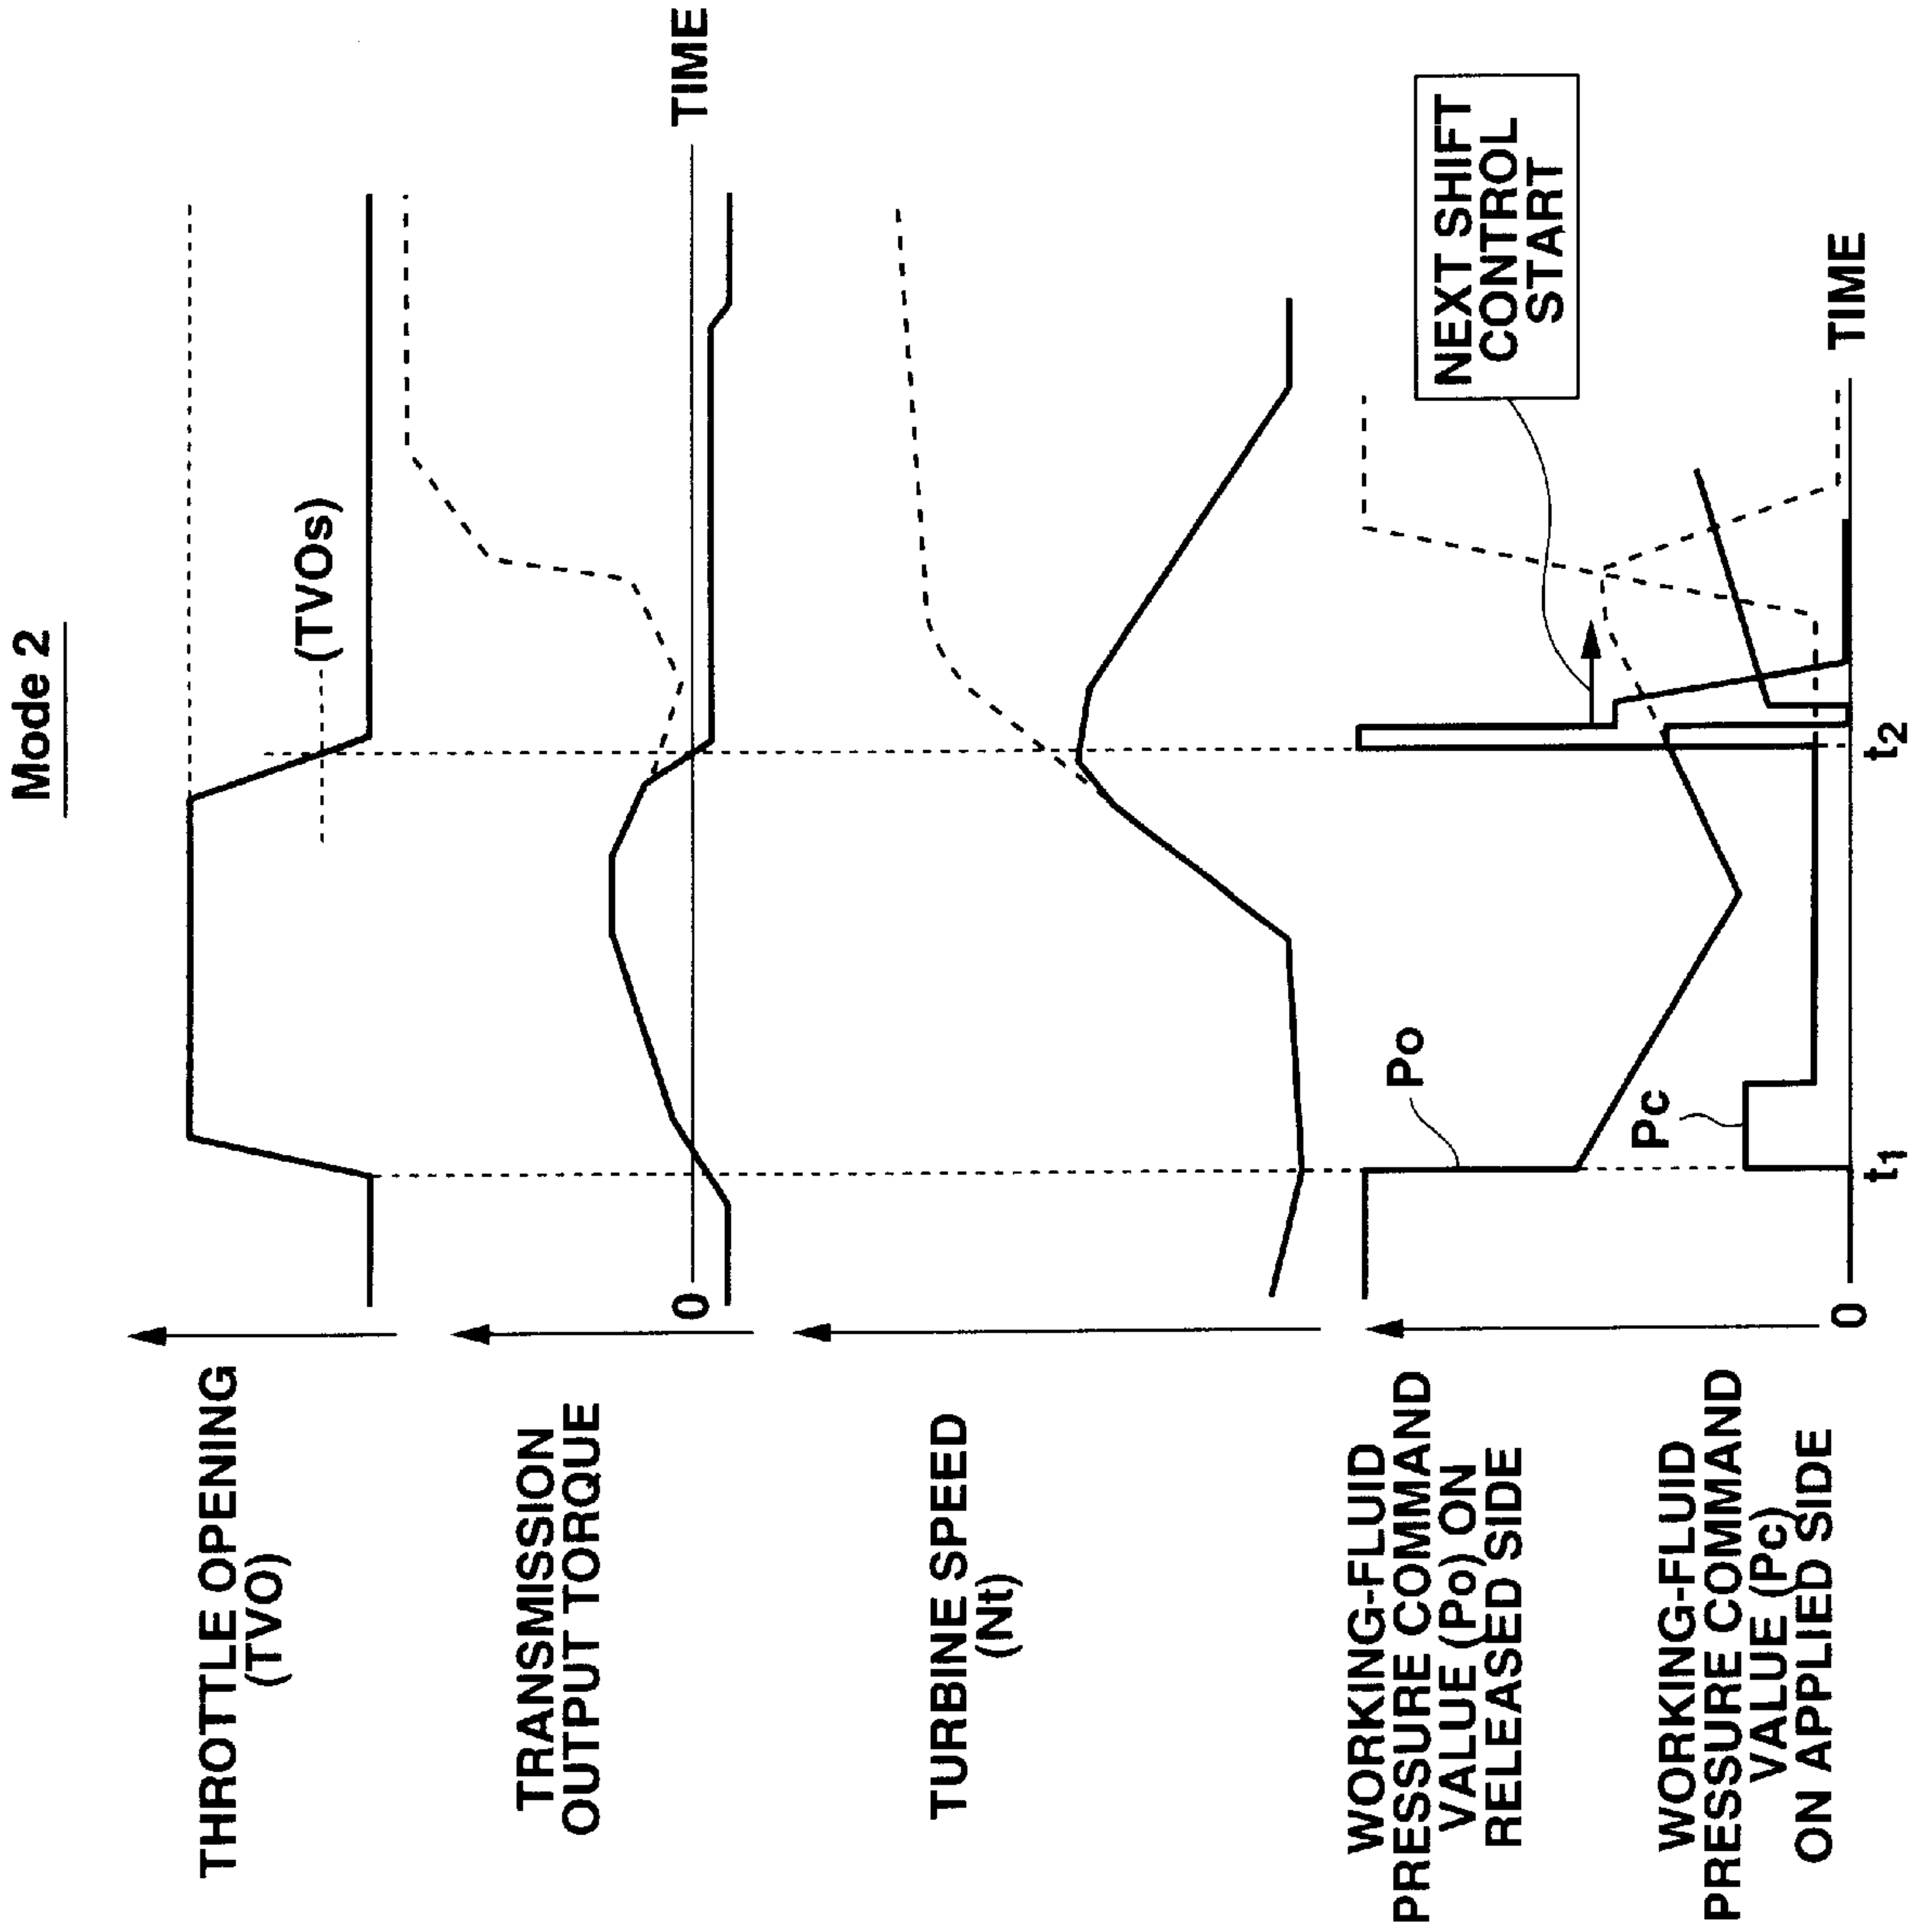 Mode 2
THROTTLE OPENING
(TVO)
(TVOs)
TRANSMISSION
OUTPUT TORQUE
0
TIME
TURBINE SPEED
(Nt)
WORKING-FLUID
PRESSURE COMMAND
VALUE (Po) ON
RELEASED SIDE
Po
NEXT SHIFT
CONTROL
START
WORKING-FLUID
PRESSURE COMMAND
VALUE (Pc)
ON APPLIED SIDE
Pc
0
TIME
t1
t2